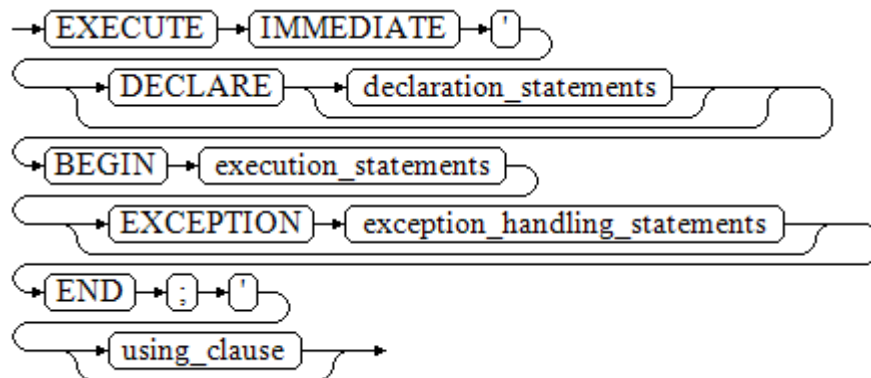 EXECUTE IMMEDIATE '
DECLARE declaration_statements
BEGIN execution_statements
EXCEPTION exception_handling_statements
END ; '
using_clause